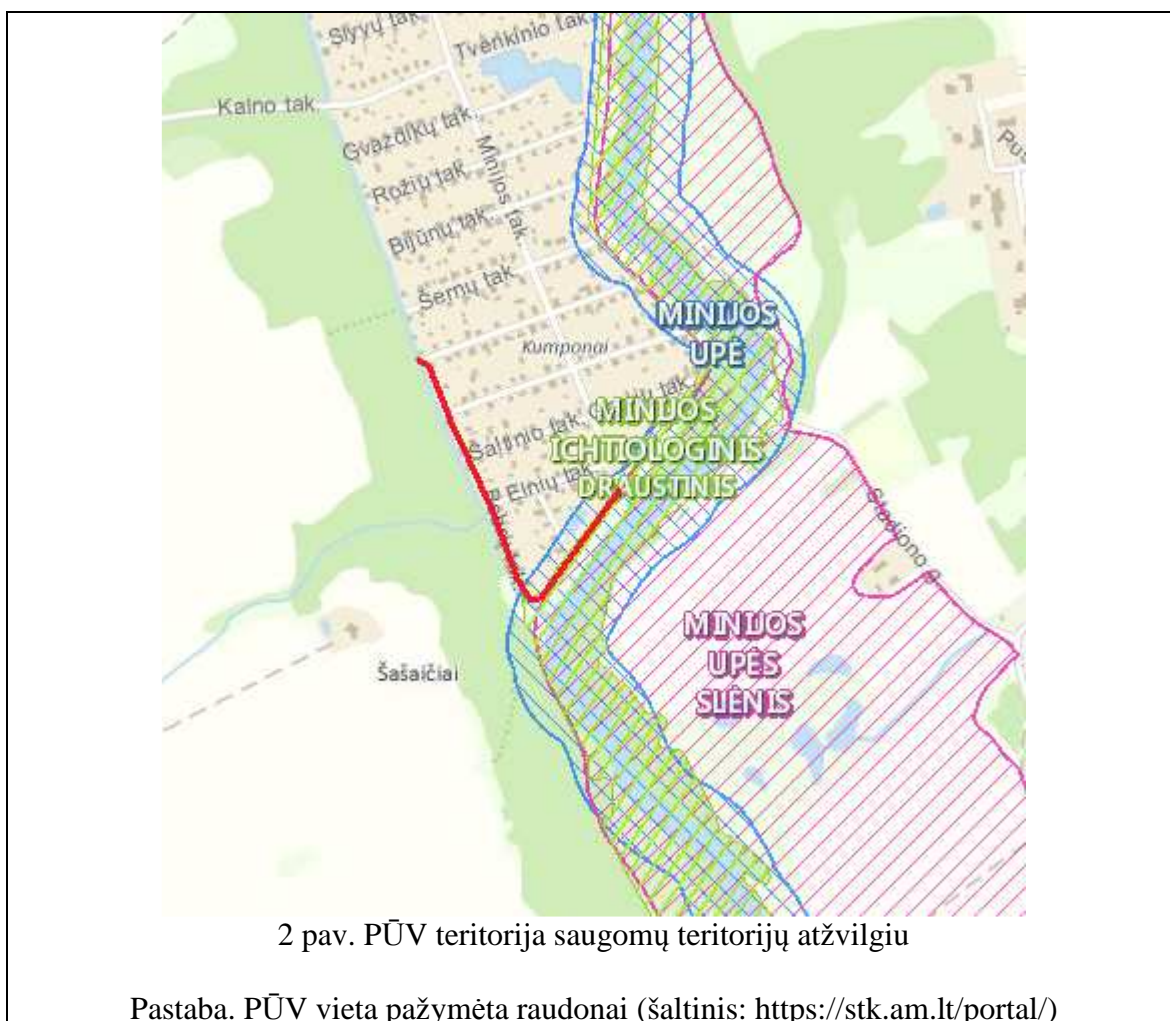 Slyvų tak.
Tvenkinio tak.
Kalno tak.
Gvazdikų tak.
Rožių tak.
Minijos tak.
Bijūnų tak.
Šernų tak.
MINIJOS
UPĖ
Kumponai
Šaltinio tak.
MINIJOS
ICHTIOLOGINIS
DRAUSTINIS
Elnių tak.
Stadiono g.
MINIJOS
UPĖS
SLĖNIS
Šašaičiai
2 pav. PŪV teritorija saugomų teritorijų atžvilgiu
Pastaba. PŪV vieta pažymėta raudonai (šaltinis: https://stk.am.lt/portal/)